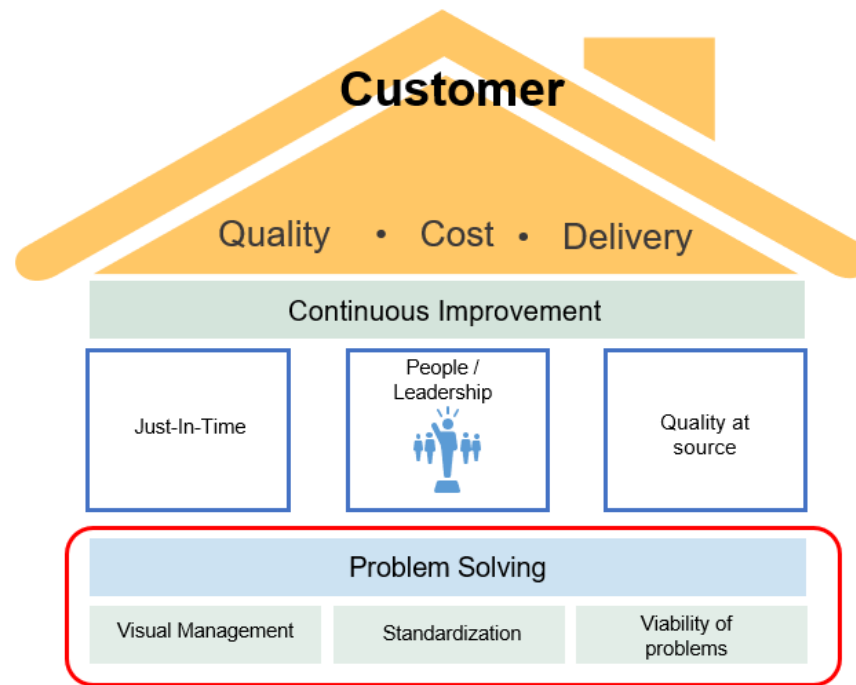 Customer
Quality • Cost • Delivery
Continuous Improvement
Just-In-Time
People /
Leadership
Quality at
source
Problem Solving
Visual Management
Standardization
Viability of
problems